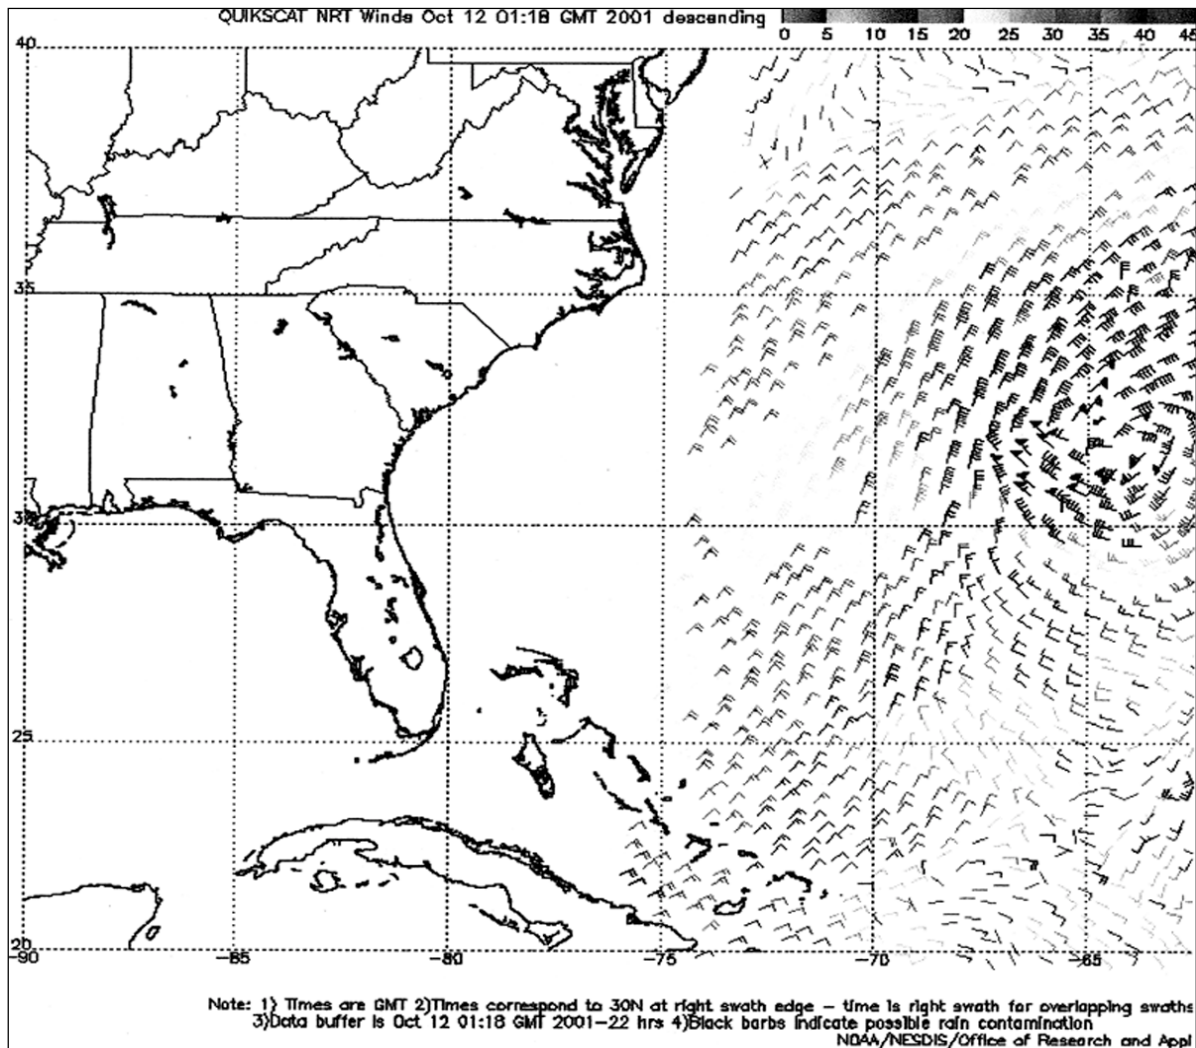 QUIKSCAT NRT Winds Oct 12 01:18 GMT 2001 descending
0 5 10 15 20 25 30 35 40 45
40
35
30
25
20
-90 -85 -80 -75 -70 -65
Note: 1) Times are GMT 2)Times correspond to 30N at right swath edge - time is right swath for overlapping swaths
3)Data buffer is Oct 12 01:18 GMT 2001-22 hrs 4)Black barbs indicate possible rain contamination
NOAA/NESDIS/Office of Research and Appl